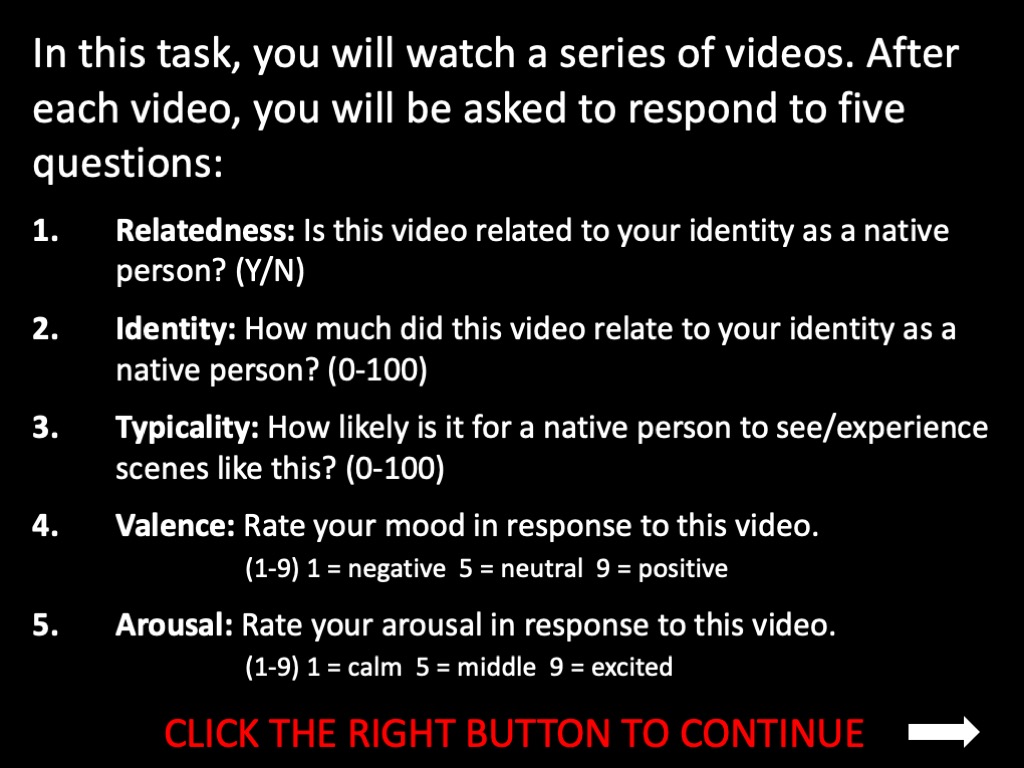 In this task, you will watch a series of videos. After
each video, you will be asked to respond to five
questions:
1. Relatedness: Is this video related to your identity as a native
person? (Y/N)
2. Identity: How much did this video relate to your identity as a
native person? (0-100)
3. Typicality: How likely is it for a native person to see/experience
scenes like this? (0-100)
4. Valence: Rate your mood in response to this video.
(1-9) 1 = negative 5 = neutral 9 = positive
5. Arousal: Rate your arousal in response to this video.
(1-9) 1 = calm 5 = middle 9 = excited
CLICK THE RIGHT BUTTON TO CONTINUE